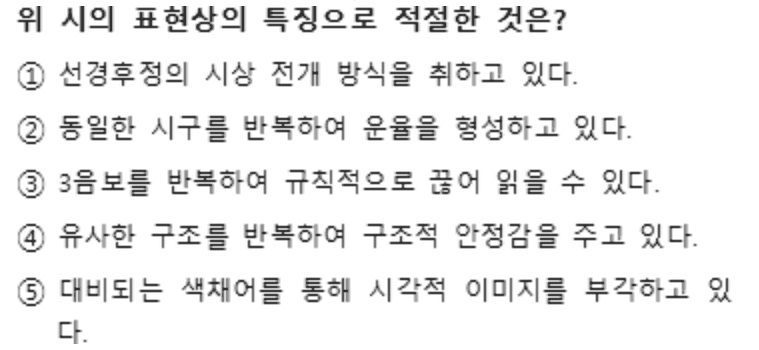 위 시의 표현상의 특징으로 적절한 것은?
① 선경후정의 시상 전개 방식을 취하고 있다.
② 동일한 시구를 반복하여 운율을 형성하고 있다.
③ 3음보를 반복하여 규칙적으로 끊어 읽을 수 있다.
④ 유사한 구조를 반복하여 구조적 안정감을 주고 있다.
⑤ 대비되는 색채어를 통해 시각적 이미지를 부각하고 있
다.